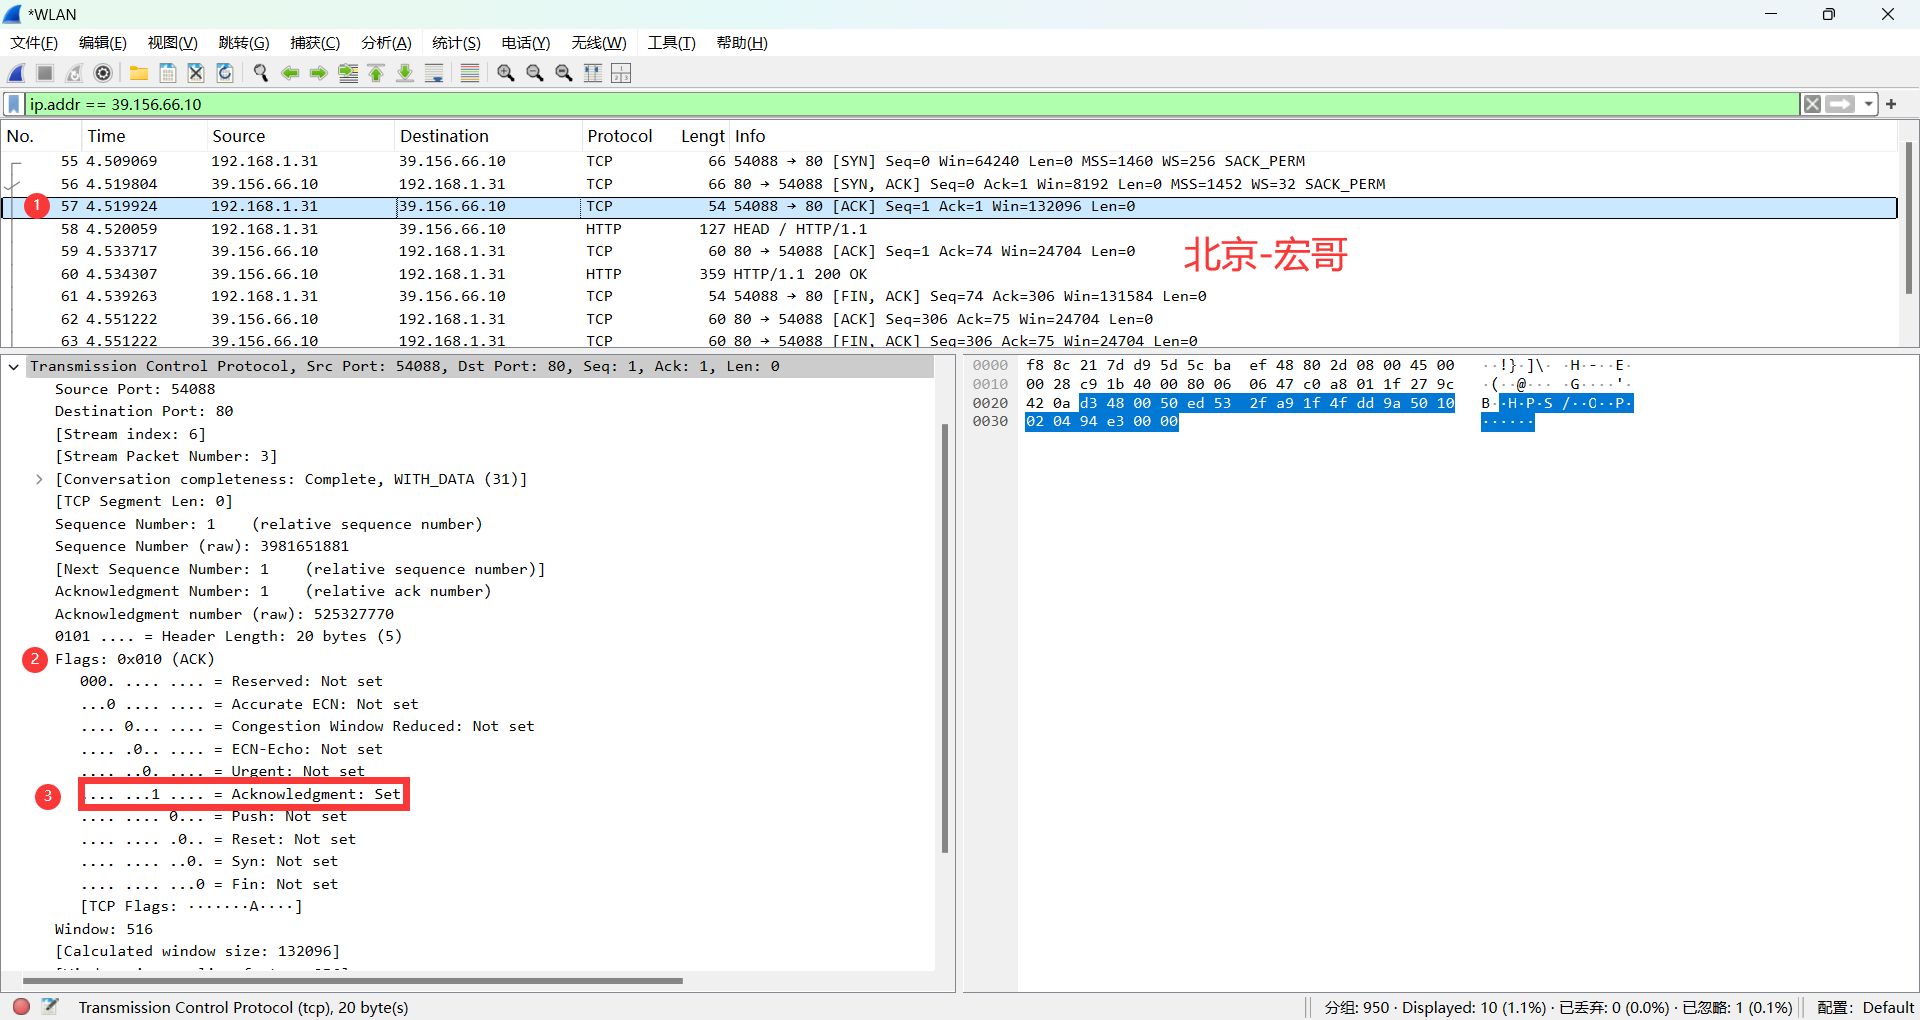 *WLAN
文件(F) 编辑(E) 视图(V) 跳转(G) 捕获(C) 分析(A) 统计(S) 电话(Y) 无线(W) 工具(T) 帮助(H)
ip.addr == 39.156.66.10
No. Time Source Destination Protocol Lengt Info
55 4.509069 192.168.1.31 39.156.66.10 TCP 66 54088 → 80 [SYN] Seq=0 Win=64240 Len=0 MSS=1460 WS=256 SACK_PERM
56 4.519804 39.156.66.10 192.168.1.31 TCP 66 80 → 54088 [SYN, ACK] Seq=0 Ack=1 Win=8192 Len=0 MSS=1452 WS=32 SACK_PERM
1 57 4.519924 192.168.1.31 39.156.66.10 TCP 54 54088 → 80 [ACK] Seq=1 Ack=1 Win=132096 Len=0
58 4.520059 192.168.1.31 39.156.66.10 HTTP 127 HEAD / HTTP/1.1
59 4.533717 39.156.66.10 192.168.1.31 TCP 60 80 → 54088 [ACK] Seq=1 Ack=74 Win=24704 Len=0
北京-宏哥
60 4.534307 39.156.66.10 192.168.1.31 HTTP 359 HTTP/1.1 200 OK
61 4.539263 192.168.1.31 39.156.66.10 TCP 54 54088 → 80 [FIN, ACK] Seq=74 Ack=306 Win=131584 Len=0
62 4.551222 39.156.66.10 192.168.1.31 TCP 60 80 → 54088 [ACK] Seq=306 Ack=75 Win=24704 Len=0
63 4.551222 39.156.66.10 192.168.1.31 TCP 60 80 → 54088 [FIN, ACK] Seq=306 Ack=75 Win=24704 Len=0
Transmission Control Protocol, Src Port: 54088, Dst Port: 80, Seq: 1, Ack: 1, Len: 0
Source Port: 54088
Destination Port: 80
[Stream index: 6]
[Stream Packet Number: 3]
[Conversation completeness: Complete, WITH_DATA (31)]
[TCP Segment Len: 0]
Sequence Number: 1 (relative sequence number)
Sequence Number (raw): 3981651881
[Next Sequence Number: 1 (relative sequence number)]
Acknowledgment Number: 1 (relative ack number)
Acknowledgment number (raw): 525327770
0101 .... = Header Length: 20 bytes (5)
2 Flags: 0x010 (ACK)
000. .... .... = Reserved: Not set
...0 .... .... = Accurate ECN: Not set
.... 0... .... = Congestion Window Reduced: Not set
.... .0.. .... = ECN-Echo: Not set
.... ..0. .... = Urgent: Not set
3 .... ...1 .... = Acknowledgment: Set
.... .... 0... = Push: Not set
.... .... .0.. = Reset: Not set
.... .... ..0. = Syn: Not set
.... .... ...0 = Fin: Not set
[TCP Flags: ·······A····]
Window: 516
[Calculated window size: 132096]
0000 f8 8c 21 7d d9 5d 5c ba ef 48 80 2d 08 00 45 00 ··!}·]\· ·H·-··E·
0010 00 28 c9 1b 40 00 80 06 06 47 c0 a8 01 1f 27 9c ·(··@··· ·G····'·
0020 42 0a d3 48 00 50 ed 53 2f a9 1f 4f dd 9a 50 10 B··H·P·S /··O··P·
0030 02 04 94 e3 00 00 ······
Transmission Control Protocol (tcp), 20 byte(s) 分组: 950 · Displayed: 10 (1.1%) · 已丢弃: 0 (0.0%) · 已忽略: 1 (0.1%) 配置: Default